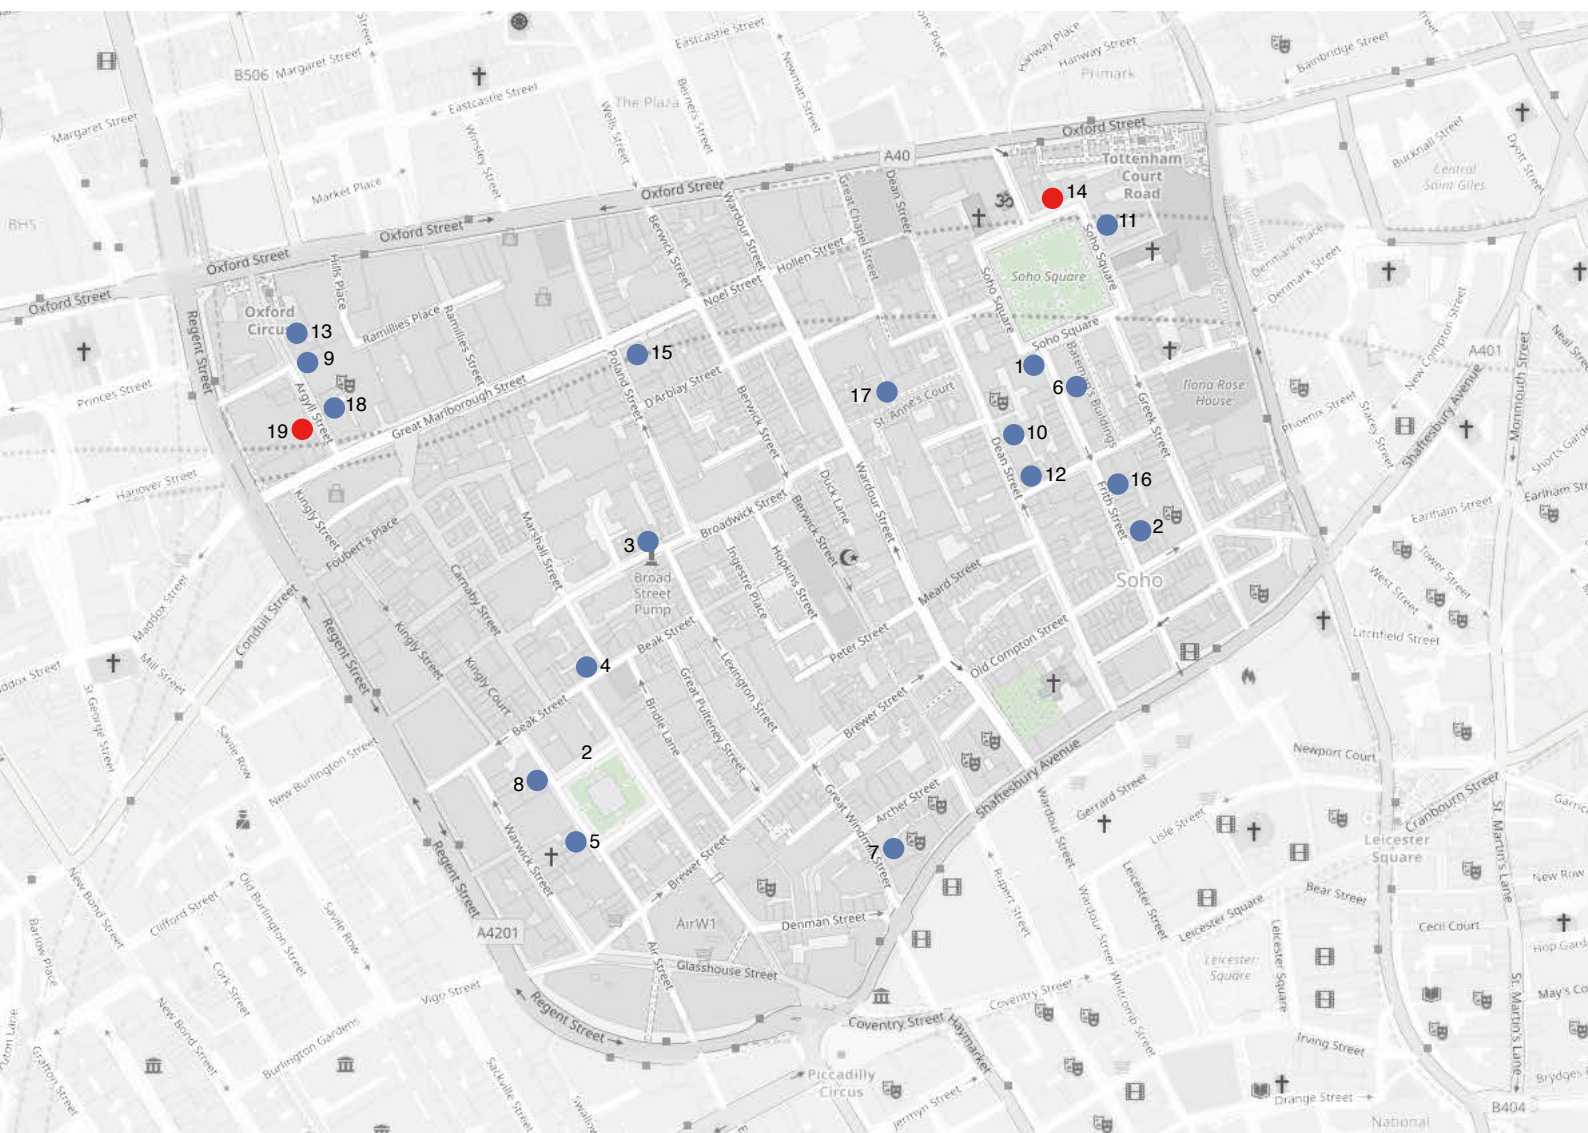 Eastcastle Street
Hanway Place
Hanway Street
Primark
Bainbridge Street
B506
Margaret Street
Newman Street
Berners Street
Wells Street
The Plaza
Eastcastle Street
Margaret Street
Winsley Street
Oxford Street
A40
Tottenham
Court
Road
Bucknall Street
Dyott Street
Central
Saint Giles
Market Place
Oxford Street
14
Great Chapel Street
Dean Street
Wardour Street
Berwick Street
BH5
Oxford Street
11
Soho Square
Denmark Place
Denmark Street
Oxford Street
Hills Place
Hollen Street
Soho Square
Soho Square
Noel Street
Oxford Street
Oxford
Circus
13
Ramillies Place
Ramillies Street
Regent Street
9
15
Poland Street
Soho Square
1
Bateman's Buildings
6
New Compton Street
Monmouth Street
Neal Street
A401
Princes Street
Argyll Street
18
Great Marlborough Street
D'Arblay Street
Berwick Street
17
St. Anne's Court
Greek Street
Ilona Rose
House
Phoenix Street
Stacey Street
Shaftesbury Avenue
19
10
12
Dean Street
16
Frith Street
2
Hanover Street
Kingly Street
Foubert's Place
Marshall Street
Duck Lane
Wardour Street
Broadwick Street
Berwick Street
Shorts Gardens
Earlham Street
Earlham Street
3
Broad
Street
Pump
Ingestre Place
Hopkins Street
Meard Street
Soho
Tower Street
West Street
Litchfield Street
Maddox Street
Conduit Street
Carnaby Street
Kingly Street
Regent Street
Beak Street
Peter Street
Old Compton Street
Maddox Street
Mill Street
St George Street
4
Kingly Court
Lexington Street
Great Pulteney Street
Bridle Lane
Beak Street
Brewer Street
Savile Row
New Burlington Street
2
8
5
Warwick Street
Brewer Street
Great Windmill Street
Archer Street
7
Shaftesbury Avenue
Wardour Street
Gerrard Street
Lisle Street
Newport Court
Cranbourn Street
St. Martin's Lane
Leicester
Square
Regent Street
New Bond Street
Clifford Street
Old Burlington Street
Savile Row
A4201
AirW1
Denman Street
Rupert Street
Wardour Street
Leicester Street
Leicester Square
Leicester Square
Bear Street
New Row
Cecil Court
Barlow Place
Cork Street
Air Street
Glasshouse Street
Leicester
Square
Vigo Street
Regent Street
Coventry Street
Coventry Street
Whitcomb Street
Haymarket
St. Martin's Lane
Irving Street
New Bond Street
Burlington Gardens
Grafton Street
Sackville Street
Piccadilly
Circus
Orange Street
B404
National